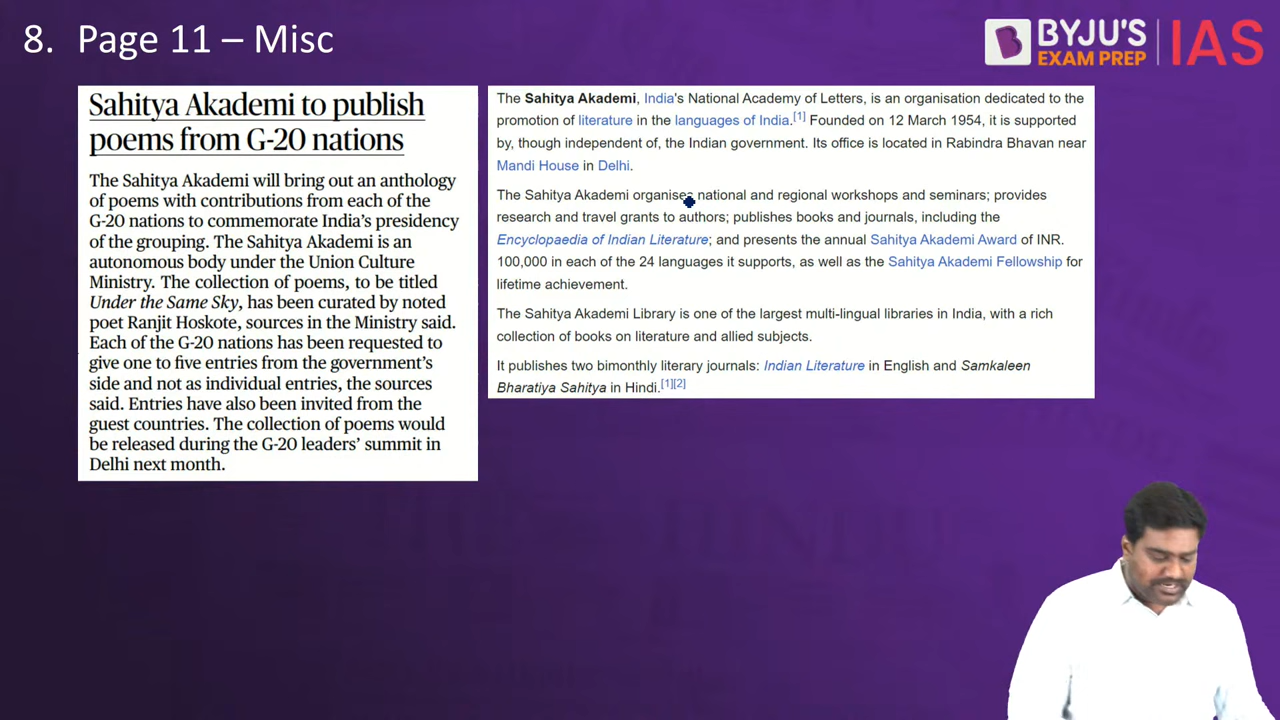 8. Page 11 – Misc
BYJU'S
EXAM PREP
IAS
Sahitya Akademi to publish
poems from G-20 nations
The Sahitya Akademi will bring out an anthology
of poems with contributions from each of the
G-20 nations to commemorate India's presidency
of the grouping. The Sahitya Akademi is an
autonomous body under the Union Culture
Ministry. The collection of poems, to be titled
Under the Same Sky, has been curated by noted
poet Ranjit Hoskote, sources in the Ministry said.
Each of the G-20 nations has been requested to
give one to five entries from the government's
side and not as individual entries, the sources
said. Entries have also been invited from the
guest countries. The collection of poems would
be released during the G-20 leaders' summit in
Delhi next month.
The Sahitya Akademi, India's National Academy of Letters, is an organisation dedicated to the
promotion of literature in the languages of India.[1] Founded on 12 March 1954, it is supported
by, though independent of, the Indian government. Its office is located in Rabindra Bhavan near
Mandi House in Delhi.
The Sahitya Akademi organises national and regional workshops and seminars; provides
research and travel grants to authors; publishes books and journals, including the
Encyclopaedia of Indian Literature; and presents the annual Sahitya Akademi Award of INR.
100,000 in each of the 24 languages it supports, as well as the Sahitya Akademi Fellowship for
lifetime achievement.
The Sahitya Akademi Library is one of the largest multi-lingual libraries in India, with a rich
collection of books on literature and allied subjects.
It publishes two bimonthly literary journals: Indian Literature in English and Samkaleen
Bharatiya Sahitya in Hindi.[1][2]